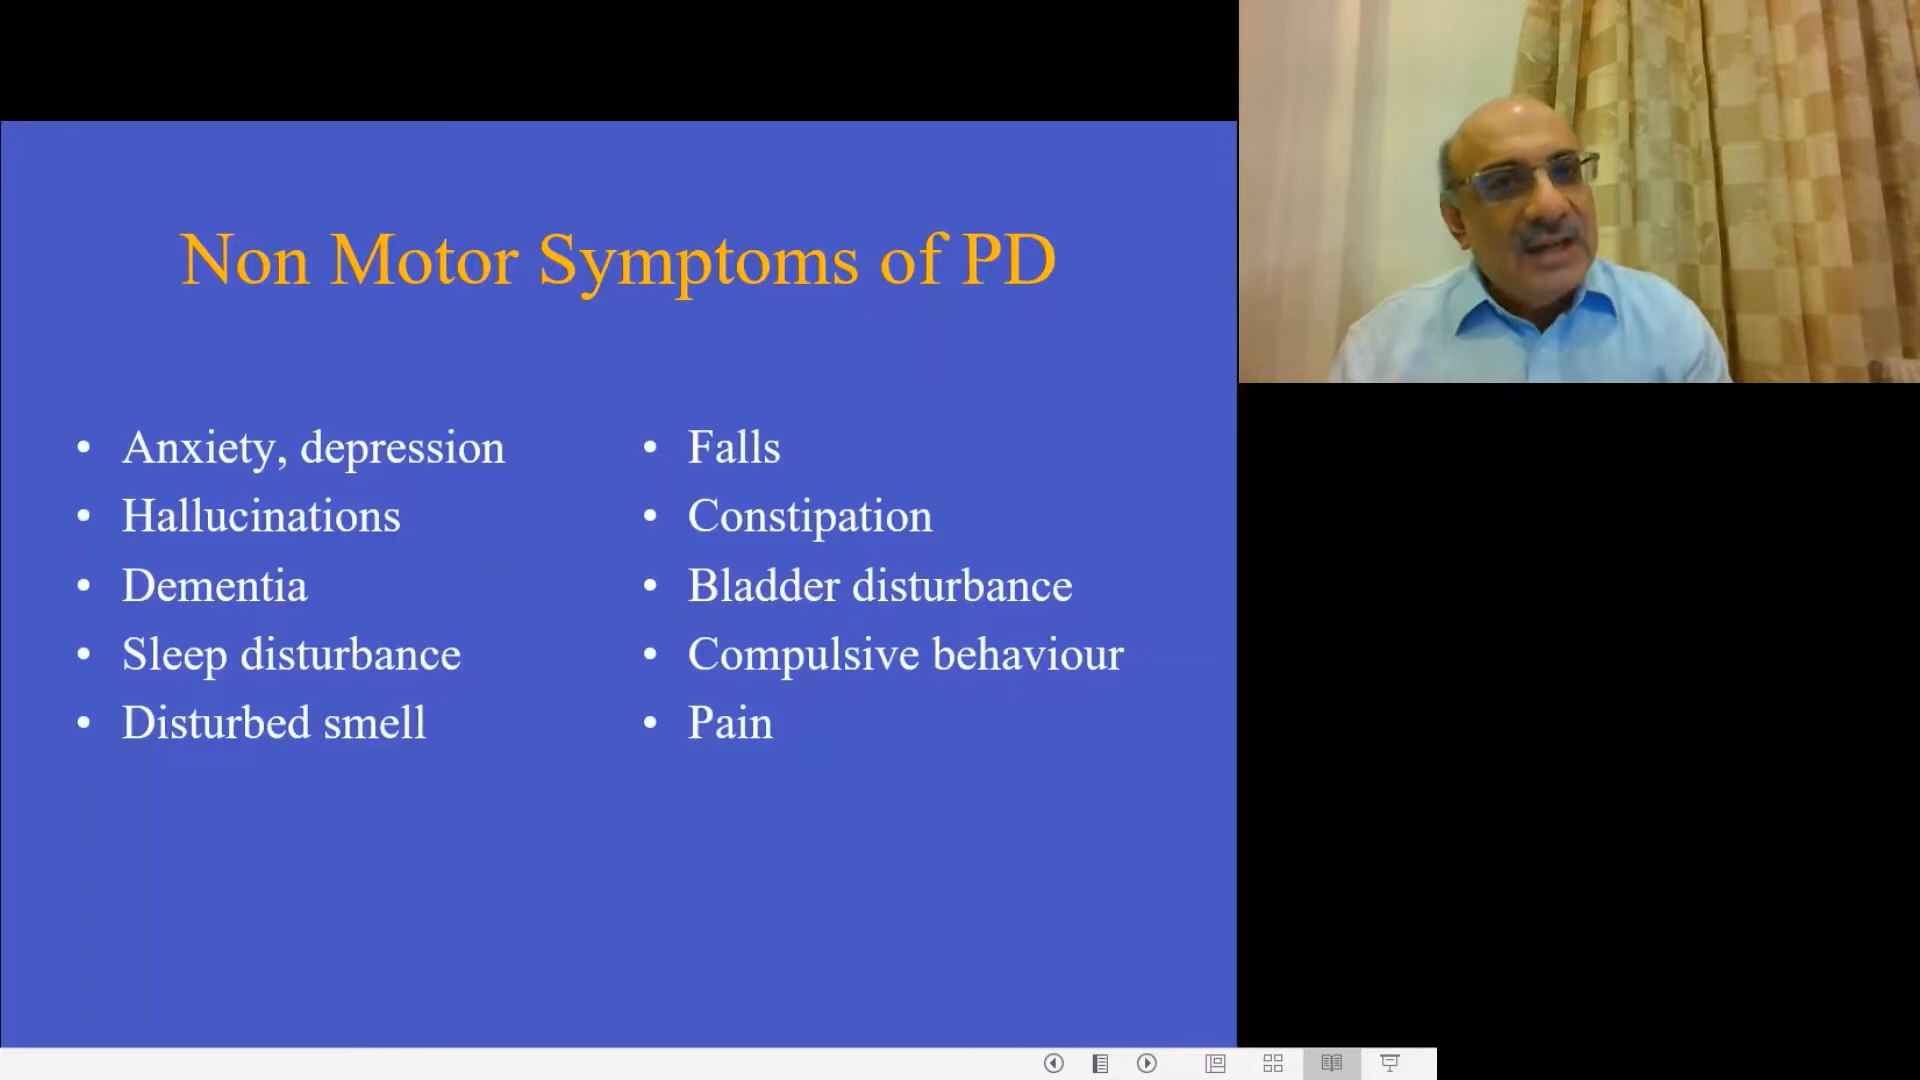 Non Motor Symptoms of PD
• Anxiety, depression
• Hallucinations
• Dementia
• Sleep disturbance
• Disturbed smell
• Falls
• Constipation
• Bladder disturbance
• Compulsive behaviour
• Pain